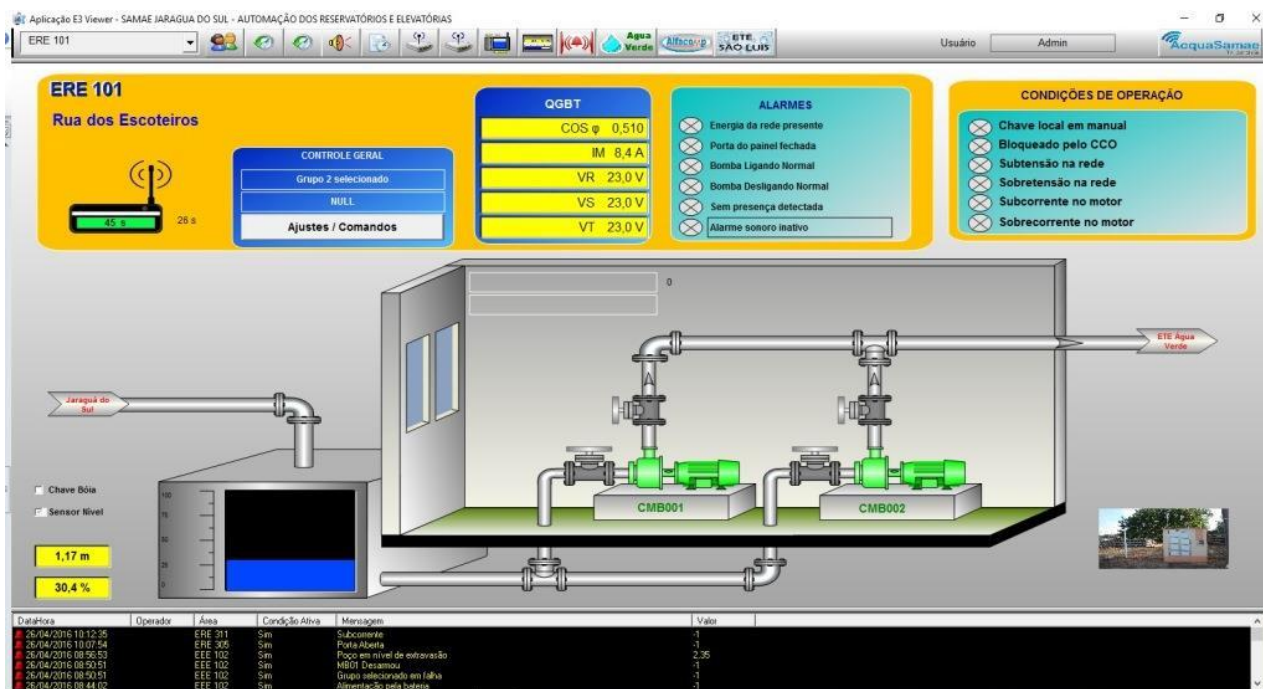 Aplicação E3 Viewer - SAMAE JARAGUA DO SUL - AUTOMAÇÃO DOS RESERVATÓRIOS E ELEVATÓRIAS
ERE 101
Agua Verde
Alfacomp
ETE SÃO LUIS
Usuário
Admin
AcquaSamae
ERE 101
Rua dos Escoteiros
45 s
26 s
CONTROLE GERAL
Grupo 2 selecionado
NULL
Ajustes / Comandos
QGBT
COS φ 0,510
IM 8,4 A
VR 23,0 V
VS 23,0 V
VT 23,0 V
ALARMES
Energia da rede presente
Porta do painel fechada
Bomba Ligando Normal
Bomba Desligando Normal
Sem presença detectada
Alarme sonoro inativo
CONDIÇÕES DE OPERAÇÃO
Chave local em manual
Bloqueado pelo CCO
Subtensão na rede
Sobretensão na rede
Subcorrente no motor
Sobrecorrente no motor
0
ETE Água
Verde
Jaraguá do
Sul
Chave Bóia
Sensor Nível
1,17 m
30,4 %
100
75
50
25
0
CMB001
CMB002
DataHora Operador Área Condição Ativa Mensagem Valor
26/04/2016 10:12:35 ERE 311 Sim Subcorrente -1
26/04/2016 10:07:54 ERE 305 Sim Porta Aberta -1
26/04/2016 08:56:53 EEE 102 Sim Poço em nível de extravasão 2,35
26/04/2016 08:50:51 EEE 102 Sim MB01 Desarmou -1
26/04/2016 08:50:51 EEE 102 Sim Grupo selecionado em falha -1
26/04/2016 08:44:02 EEE 102 Sim Alimentação pela bateria -1